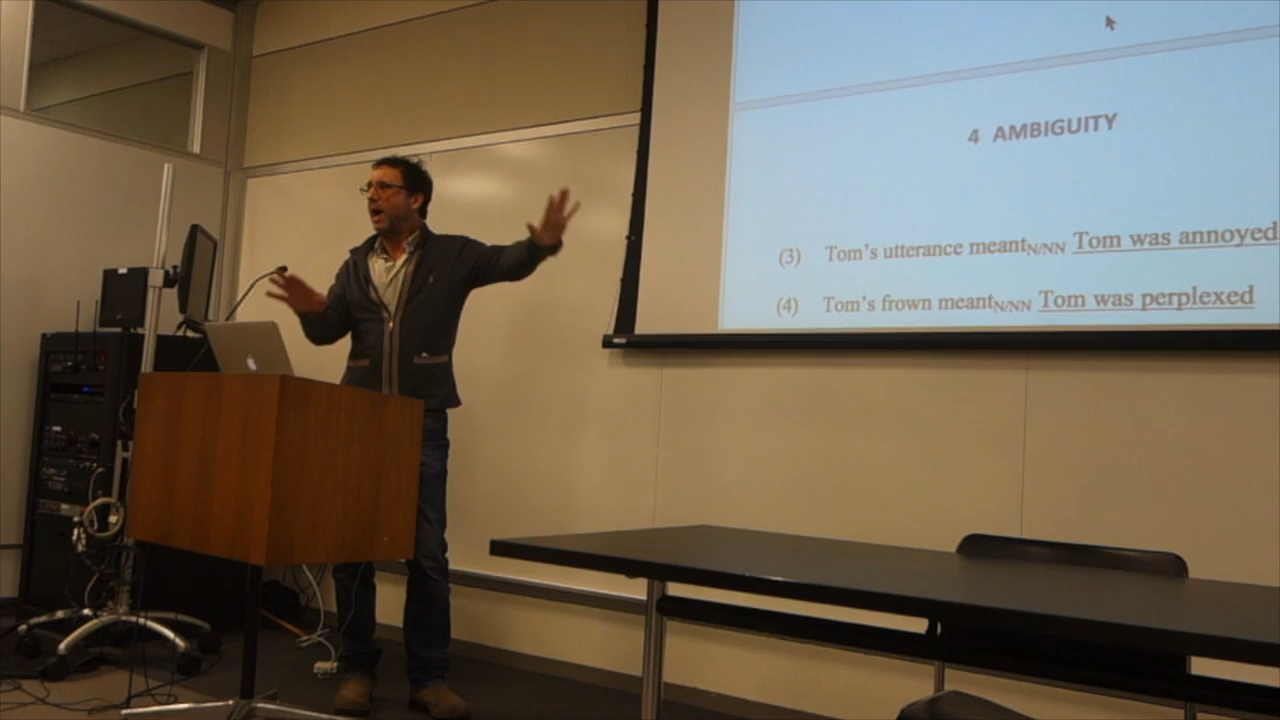 4 AMBIGUITY
(3) Tom's utterance meantN/NN Tom was annoyed
(4) Tom's frown meantN/NN Tom was perplexed